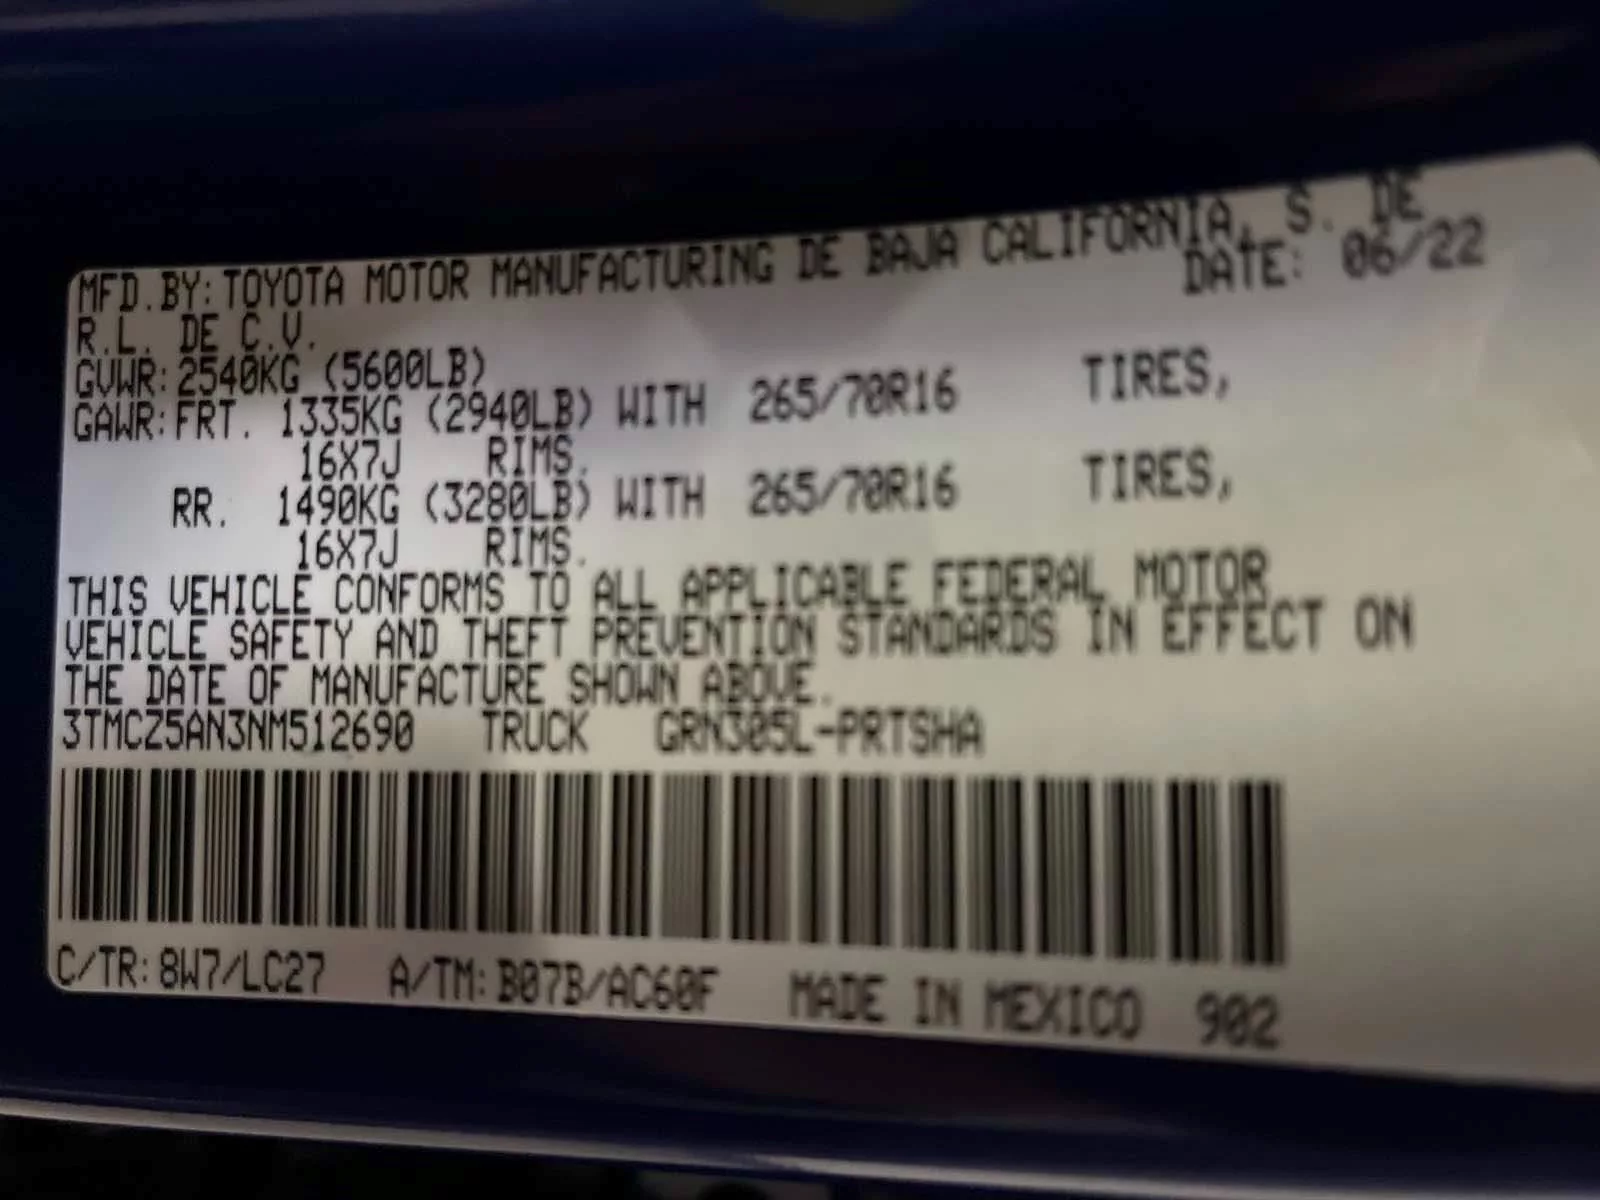 MFD.BY:TOYOTA MOTOR MANUFACTURING DE BAJA CALIFORNIA, S. DE
R.L. DE C.V. DATE: 06/22
GVWR:2540KG (5600LB)
GAWR:FRT. 1335KG (2940LB) WITH 265/70R16 TIRES,
16X7J RIMS.
RR. 1490KG (3280LB) WITH 265/70R16 TIRES,
16X7J RIMS.
THIS VEHICLE CONFORMS TO ALL APPLICABLE FEDERAL MOTOR
VEHICLE SAFETY AND THEFT PREVENTION STANDARDS IN EFFECT ON
THE DATE OF MANUFACTURE SHOWN ABOVE.
3TMCZ5AN3NM512690 TRUCK GRN305L-PRTSHA
C/TR:8W7/LC27 A/TM:B07B/AC60F MADE IN MEXICO 902